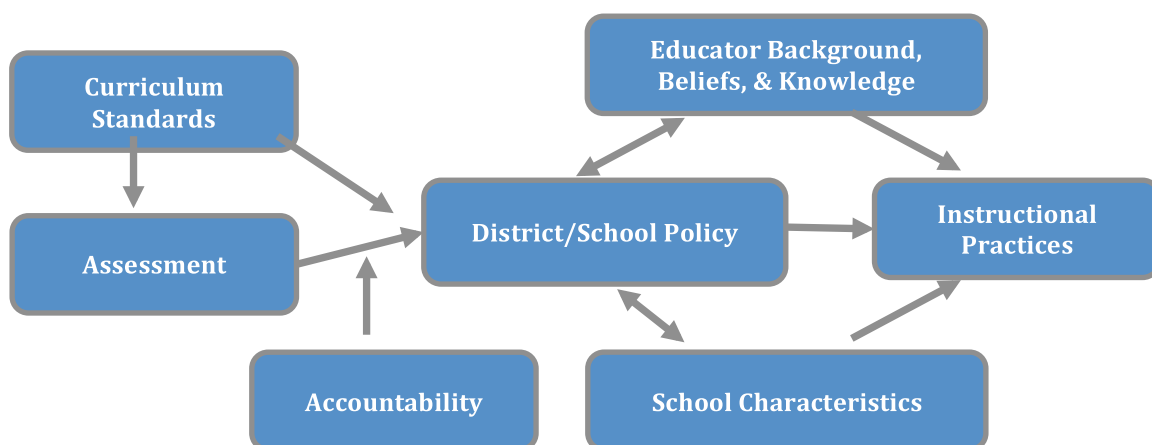 Educator Background,
Beliefs, & Knowledge
Curriculum
Standards
District/School Policy
Instructional
Practices
Assessment
Accountability
School Characteristics